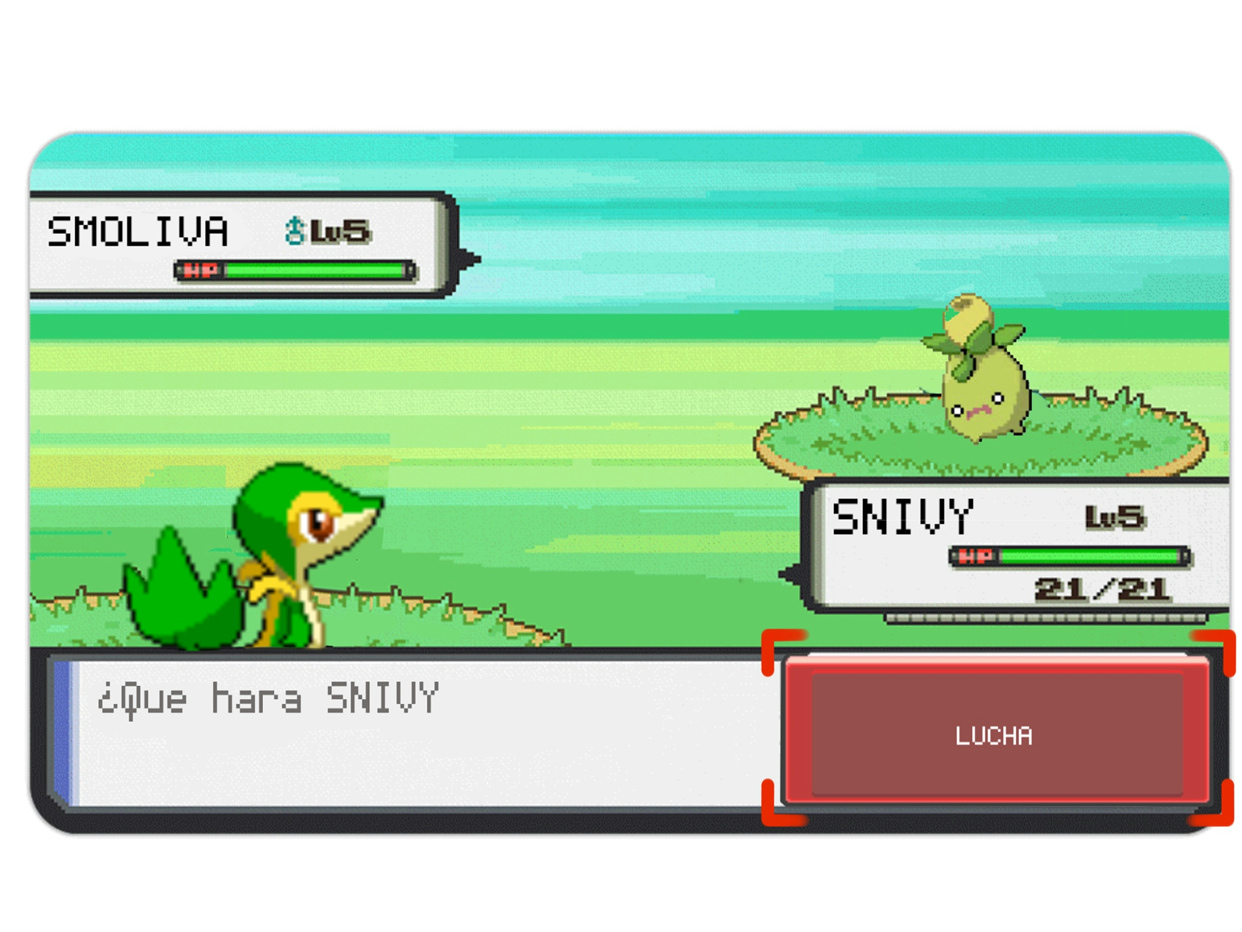 SMOLIVA ♂Lv5
HP
SNIVY Lv5
HP
21/21
¿Que hara SNIVY
LUCHA